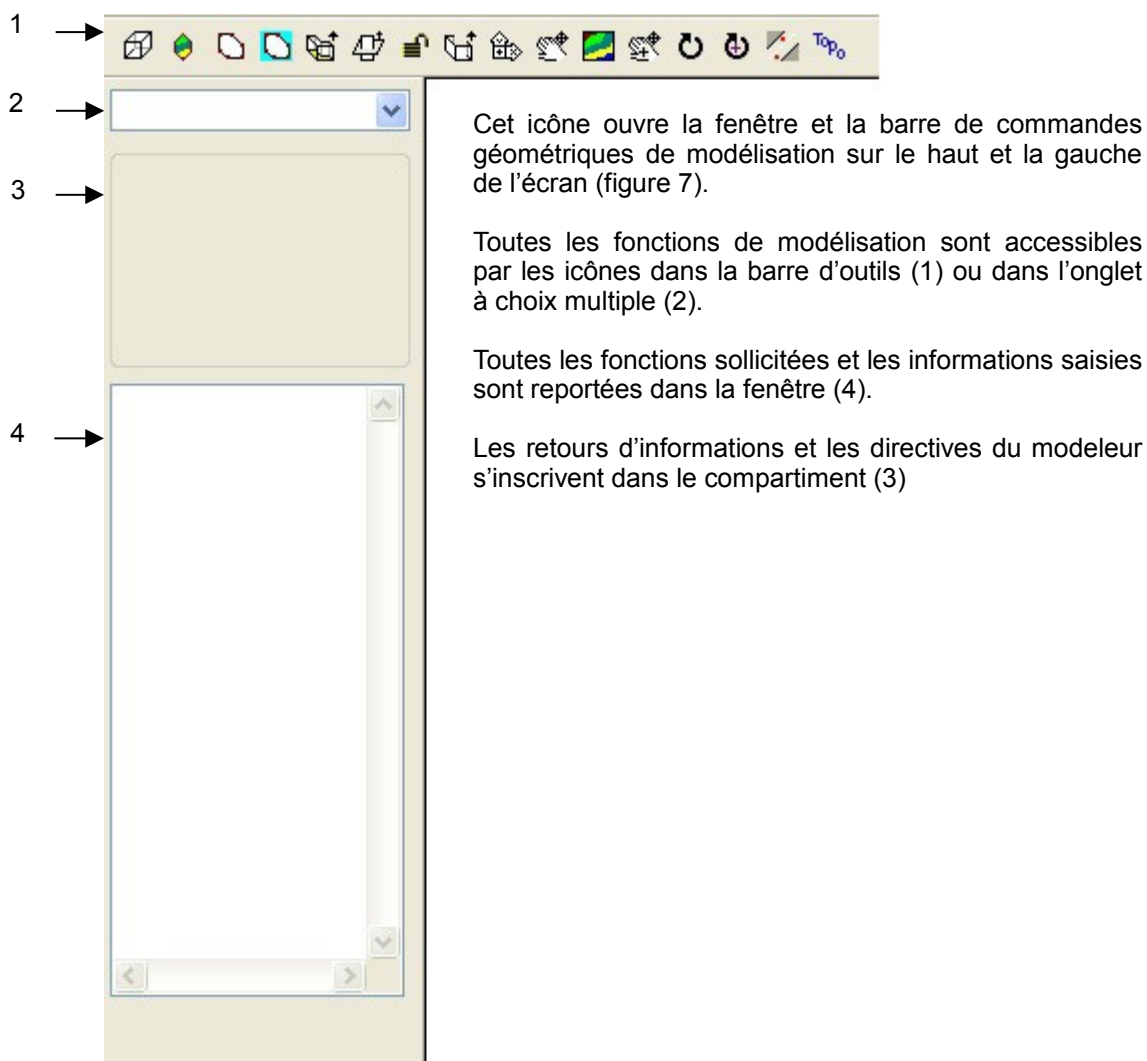 1
Topo
2
Cet icône ouvre la fenêtre et la barre de commandes
géométriques de modélisation sur le haut et la gauche
de l’écran (figure 7).
3
Toutes les fonctions de modélisation sont accessibles
par les icônes dans la barre d’outils (1) ou dans l’onglet
à choix multiple (2).
Toutes les fonctions sollicitées et les informations saisies
sont reportées dans la fenêtre (4).
4
Les retours d’informations et les directives du modeleur
s’inscrivent dans le compartiment (3)